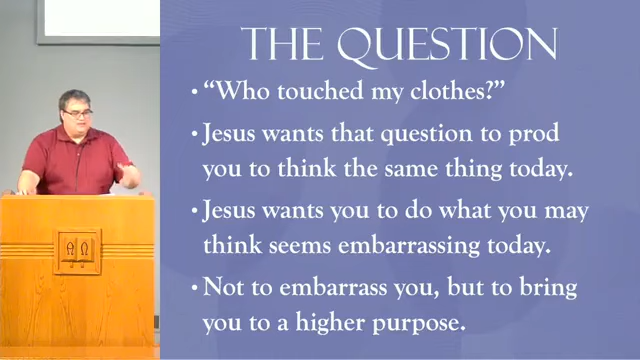 THE QUESTION
• “Who touched my clothes?”
• Jesus wants that question to prod
you to think the same thing today.
• Jesus wants you to do what you may
think seems embarrassing today.
• Not to embarrass you, but to bring
you to a higher purpose.
Α Ω